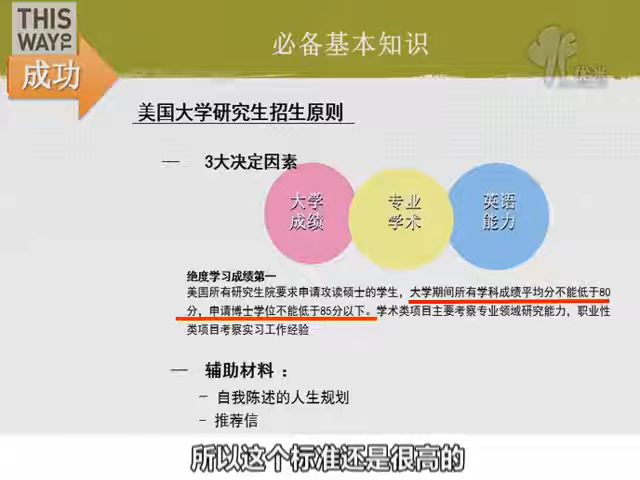 THIS
WAY TO
成功
必备基本知识
优米
美国大学研究生招生原则
— 3大决定因素
大学
成绩
专业
学术
英语
能力
绝度学习成绩第一
美国所有研究生院要求申请攻读硕士的学生，大学期间所有学科成绩平均分不能低于80
分，申请博士学位不能低于85分以下。学术类项目主要考察专业领域研究能力，职业性
类项目考察实习工作经验
— 辅助材料：
– 自我陈述的人生规划
- 推荐信
所以这个标准还是很高的